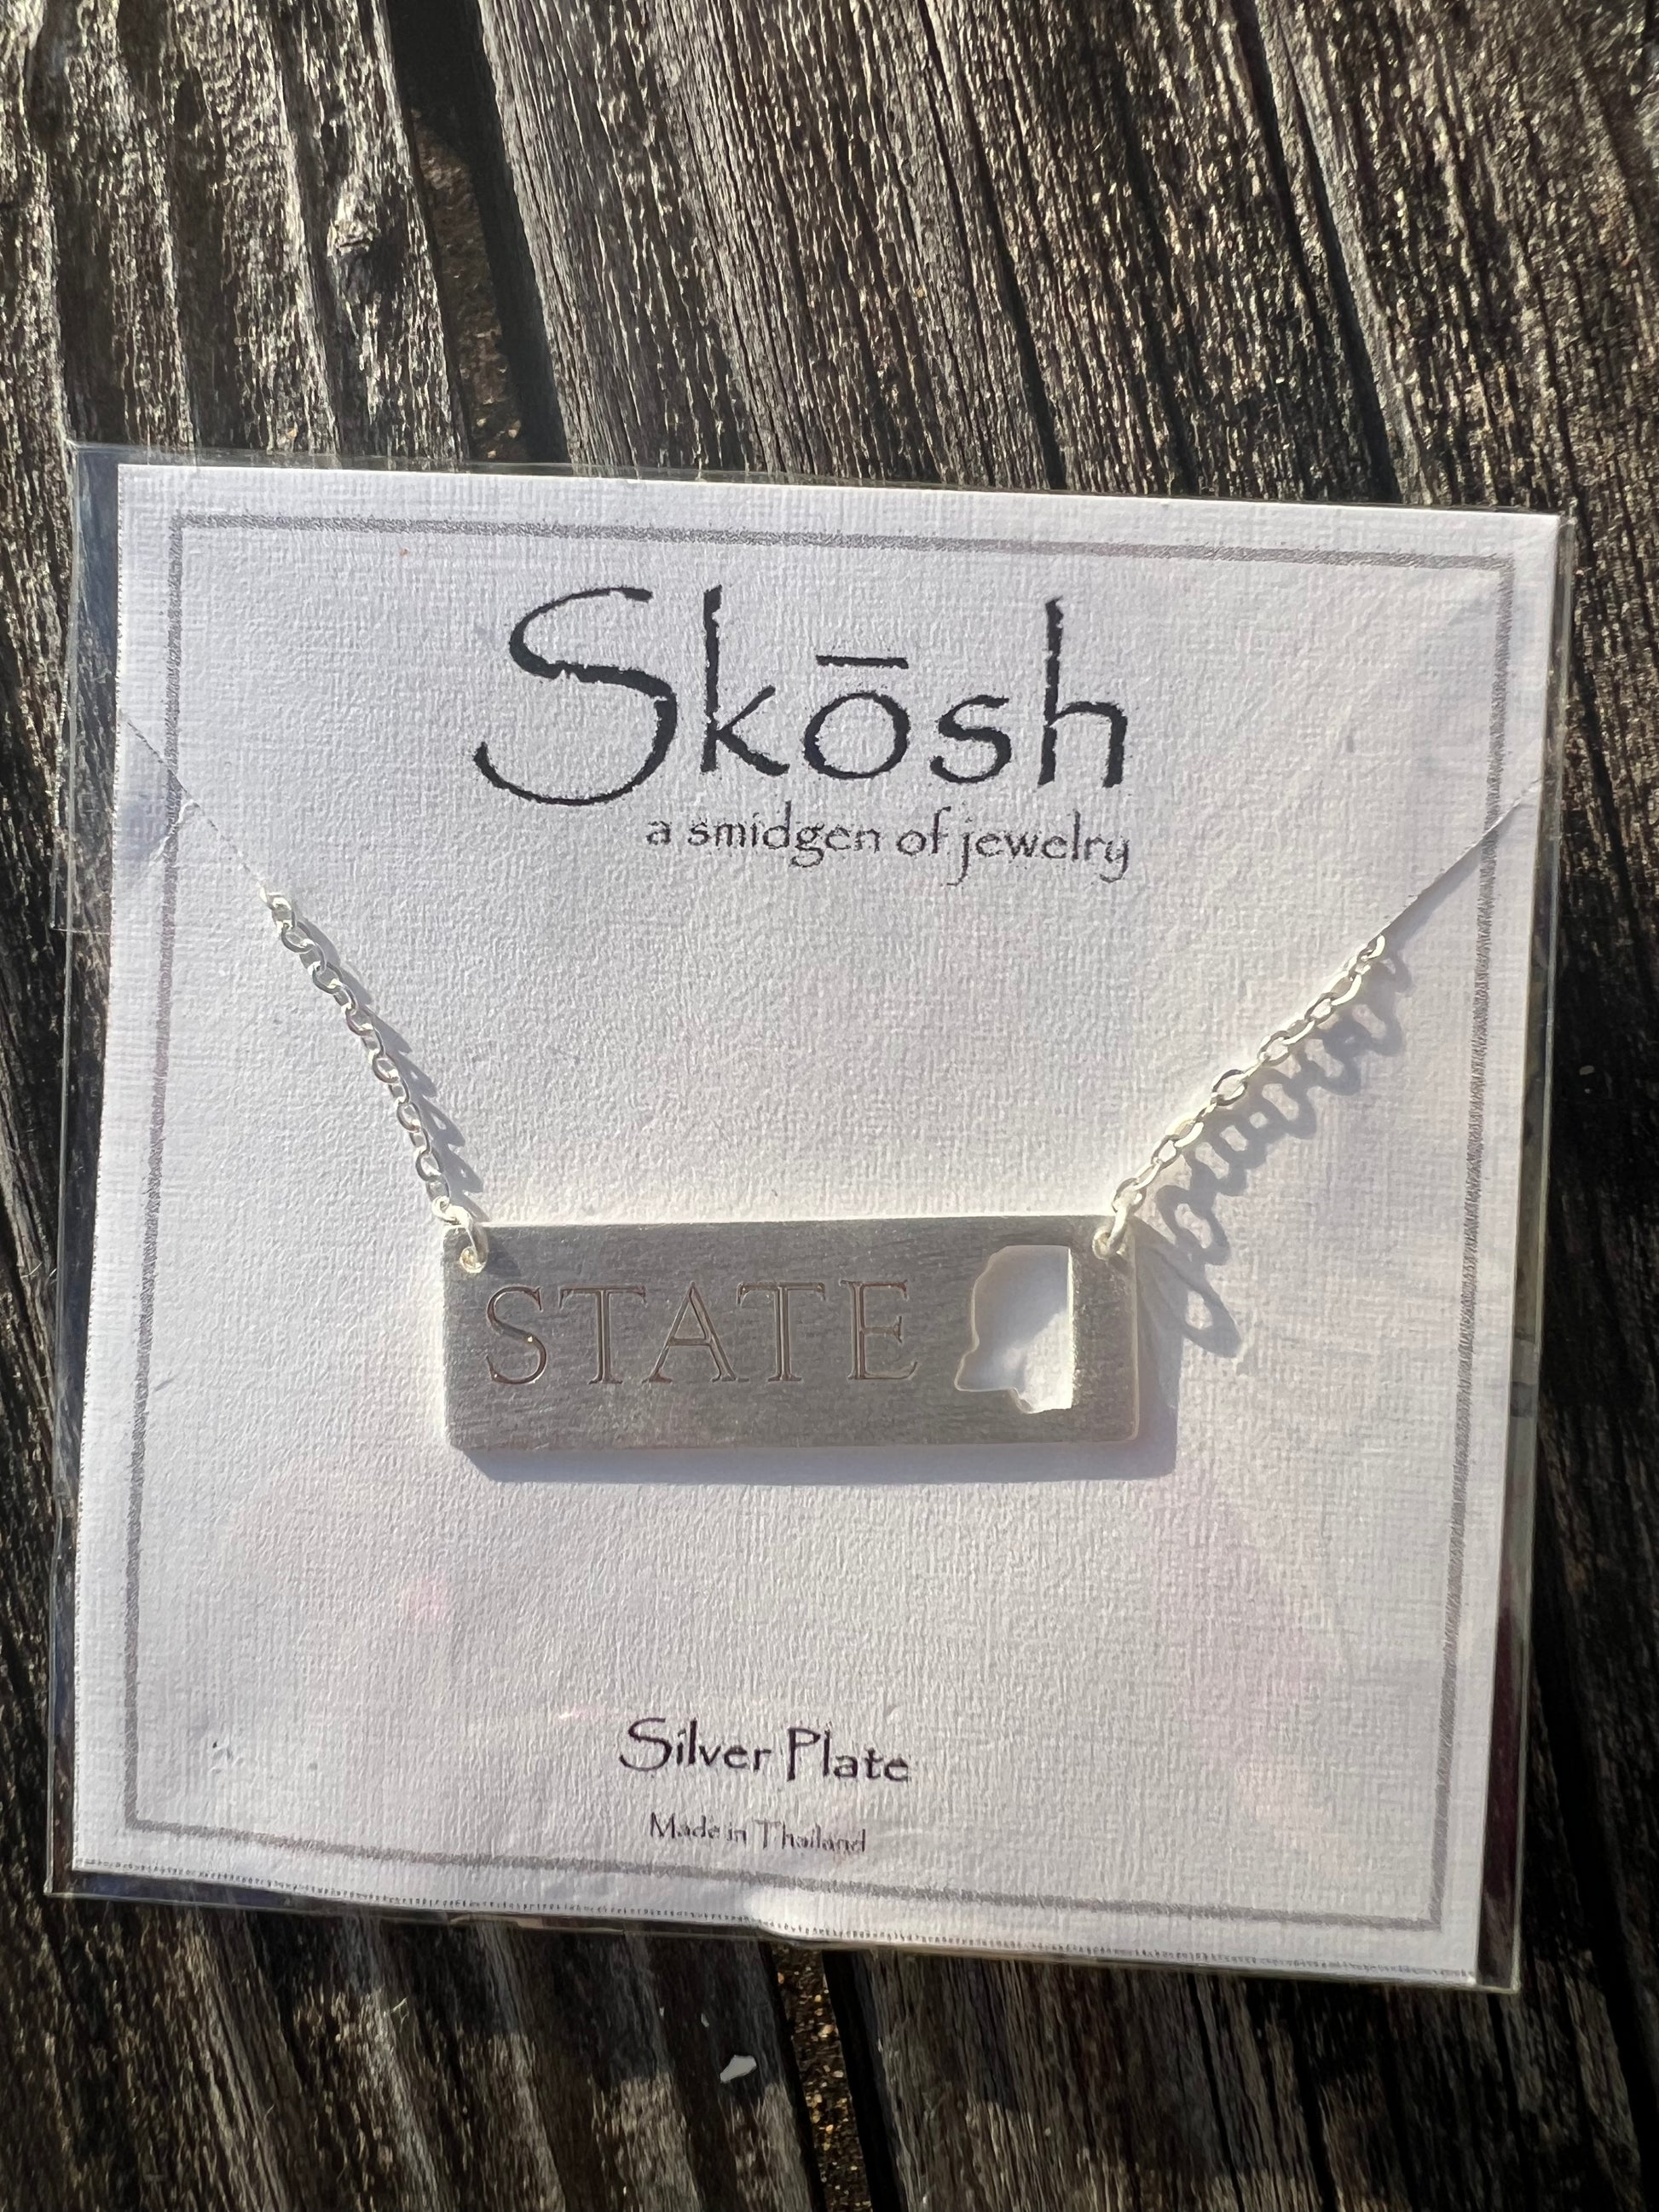 Skōsh
a smidgen of jewelry
STATE
Silver Plate
Made in Thailand